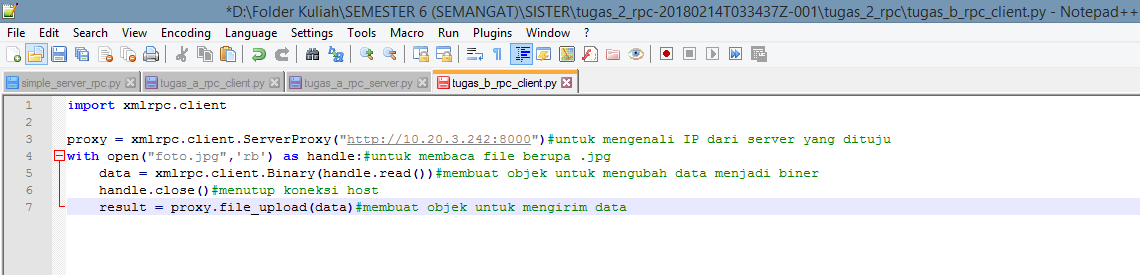 *D:\Folder Kuliah\SEMESTER 6 (SEMANGAT)\SISTER\tugas_2_rpc-20180214T033437Z-001\tugas_2_rpc\tugas_b_rpc_client.py - Notepad++
File Edit Search View Encoding Language Settings Tools Macro Run Plugins Window ?
simple_server_rpc.py tugas_a_rpc_client.py tugas_a_rpc_server.py tugas_b_rpc_client.py
1 import xmlrpc.client
2
3 proxy = xmlrpc.client.ServerProxy("http://10.20.3.242:8000")#untuk mengenali IP dari server yang dituju
4 with open("foto.jpg",'rb') as handle:#untuk membaca file berupa .jpg
5 data = xmlrpc.client.Binary(handle.read())#membuat objek untuk mengubah data menjadi biner
6 handle.close()#menutup koneksi host
7 result = proxy.file_upload(data)#membuat objek untuk mengirim data